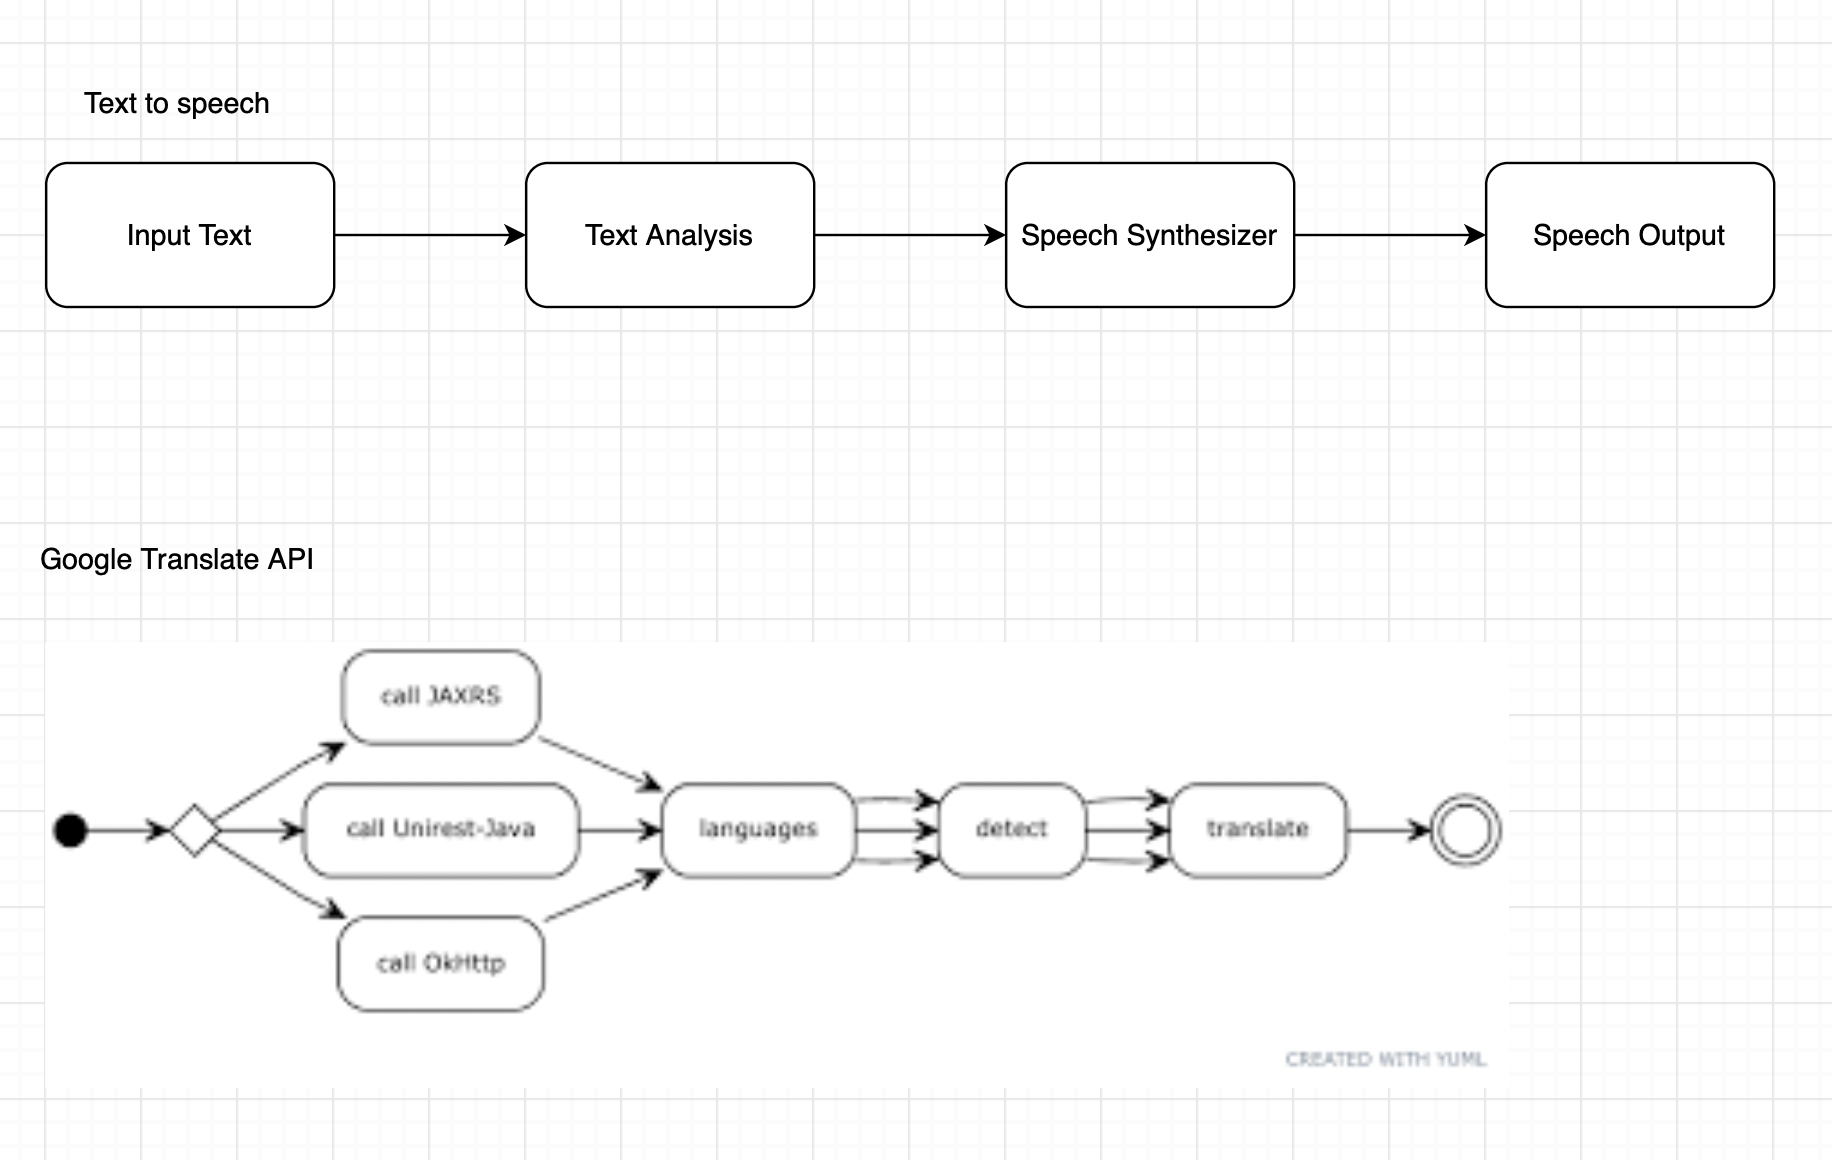 Text to speech
Input Text
Text Analysis
Speech Synthesizer
Speech Output
Google Translate API
call JAXRS
call Unirest-Java
languages
detect
translate
call OkHttp
CREATED WITH YUML